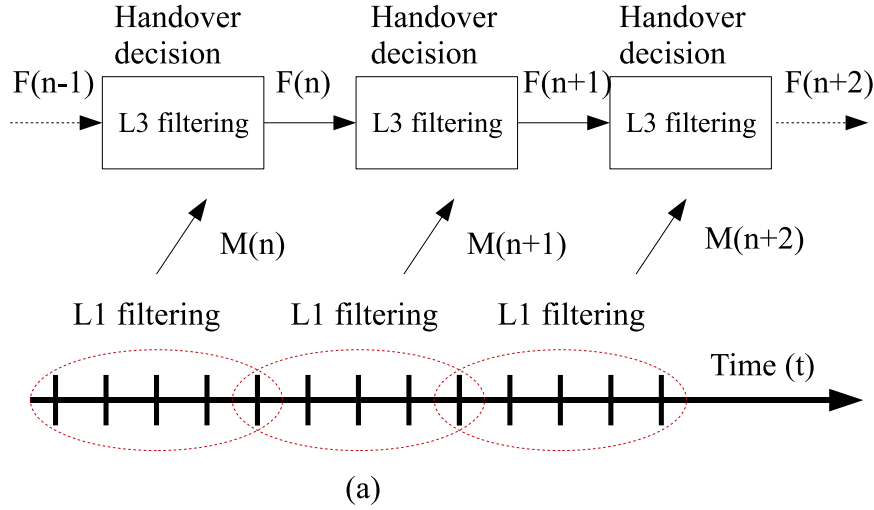 Handover
decision
Handover
decision
Handover
decision
F(n-1)
F(n)
F(n+1)
F(n+2)
L3 filtering
L3 filtering
L3 filtering
M(n)
M(n+1)
M(n+2)
L1 filtering
L1 filtering
L1 filtering
Time (t)
(a)